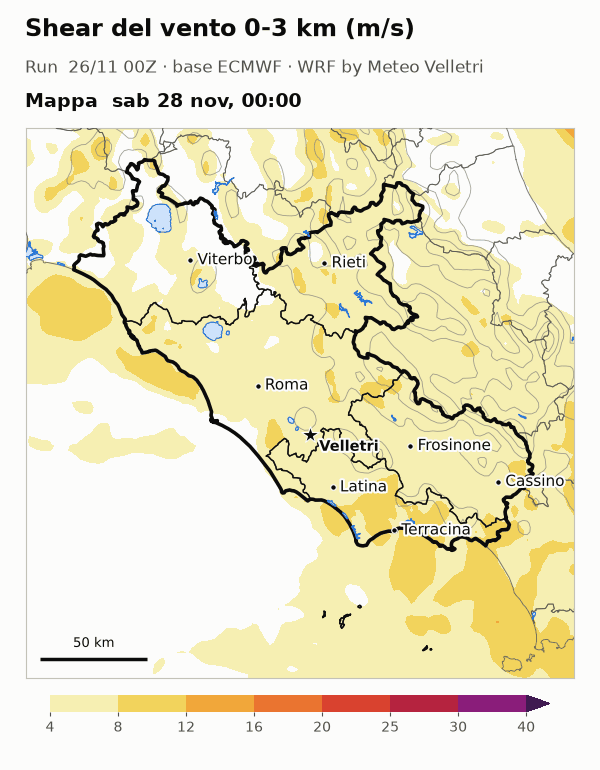 Shear del vento 0-3 km (m/s)
Run  26/11 00Z · base ECMWF · WRF by Meteo Velletri
Mappa  sab 28 nov, 00:00
Viterbo
Rieti
Roma
Velletri
Frosinone
Cassino
Latina
Terracina
50 km
4 8 12 16 20 25 30 40